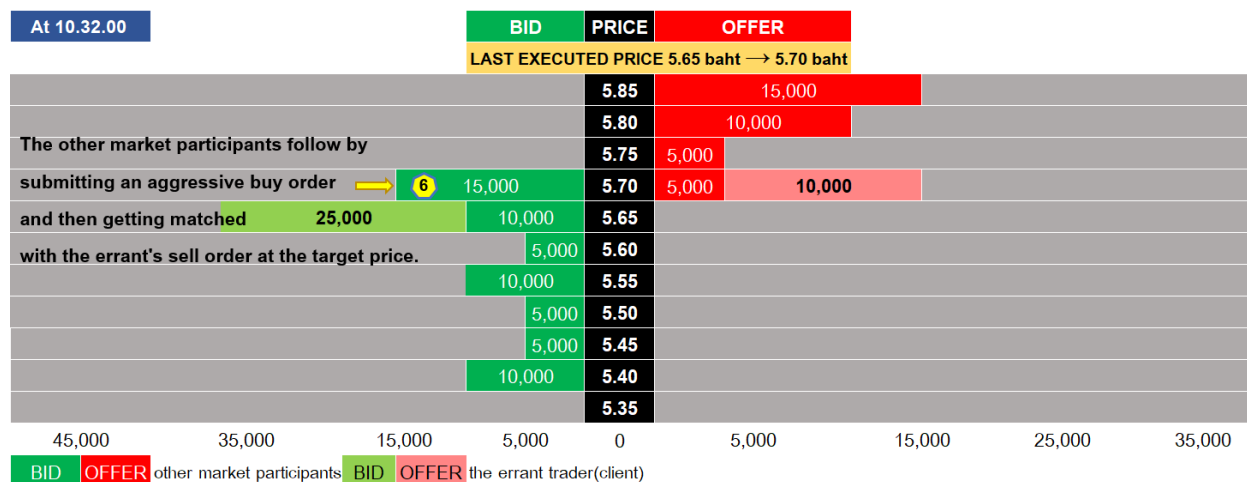 At 10.32.00 BID PRICE OFFER
LAST EXECUTED PRICE 5.65 baht → 5.70 baht
5.85 15,000
5.80 10,000
The other market participants follow by 5.75 5,000
submitting an aggressive buy order 6 15,000 5.70 5,000 10,000
and then getting matched 25,000 10,000 5.65
with the errant's sell order at the target price. 5,000 5.60
10,000 5.55
5,000 5.50
5,000 5.45
10,000 5.40
5.35
45,000 35,000 15,000 5,000 0 5,000 15,000 25,000 35,000
BID OFFER other market participants BID OFFER the errant trader(client)